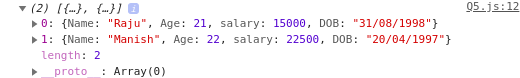 (2) [{…}, {…}] i Q5.js:12
0: {Name: "Raju", Age: 21, salary: 15000, DOB: "31/08/1998"}
1: {Name: "Manish", Age: 22, salary: 22500, DOB: "20/04/1997"}
length: 2
__proto__: Array(0)